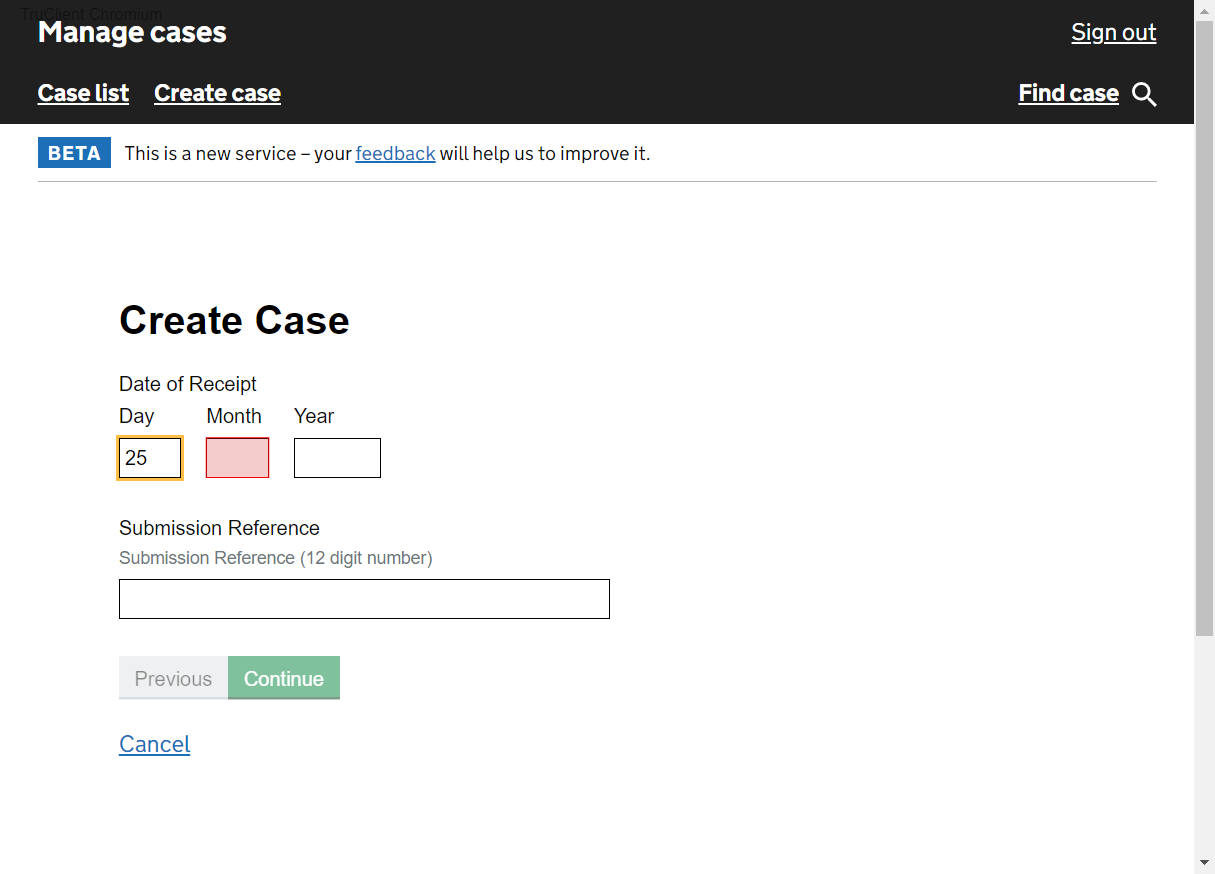 TruClient Chromium
Manage cases
Sign out
Case list Create case Find case
BETA This is a new service – your feedback will help us to improve it.
Create Case
Date of Receipt
Day Month Year
25
Submission Reference
Submission Reference (12 digit number)
Previous Continue
Cancel